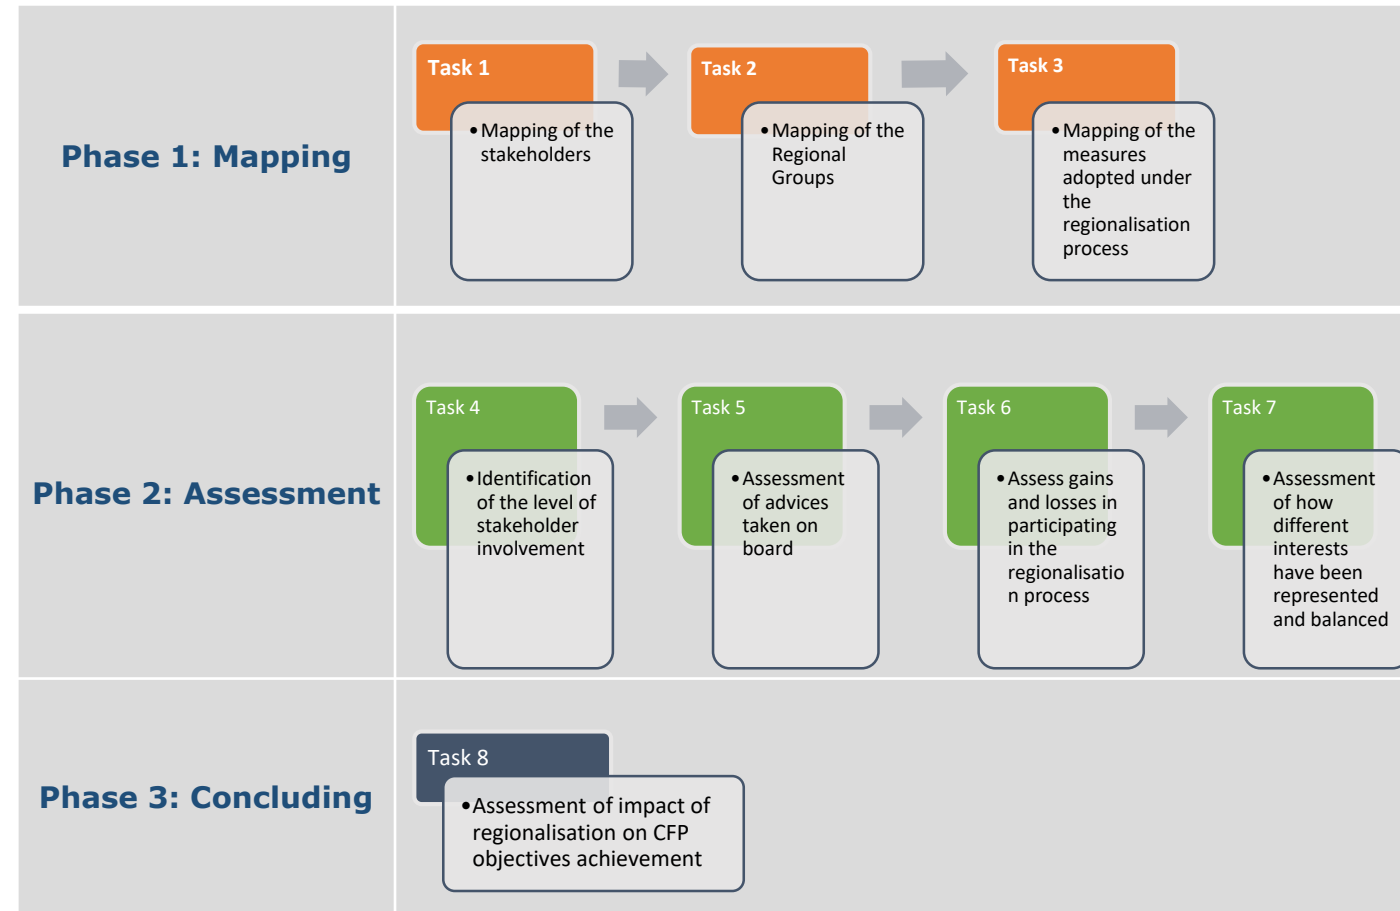 Phase 1: Mapping
Task 1
•Mapping of the
stakeholders
Task 2
•Mapping of the
Regional
Groups
Task 3
•Mapping of the
measures
adopted under
the
regionalisation
process
Phase 2: Assessment
Task 4
•Identification
of the level of
stakeholder
involvement
Task 5
•Assessment
of advices
taken on
board
Task 6
•Assess gains
and losses in
participating
in the
regionalisatio
n process
Task 7
•Assessment
of how
different
interests
have been
represented
and balanced
Phase 3: Concluding
Task 8
•Assessment of impact of
regionalisation on CFP
objectives achievement